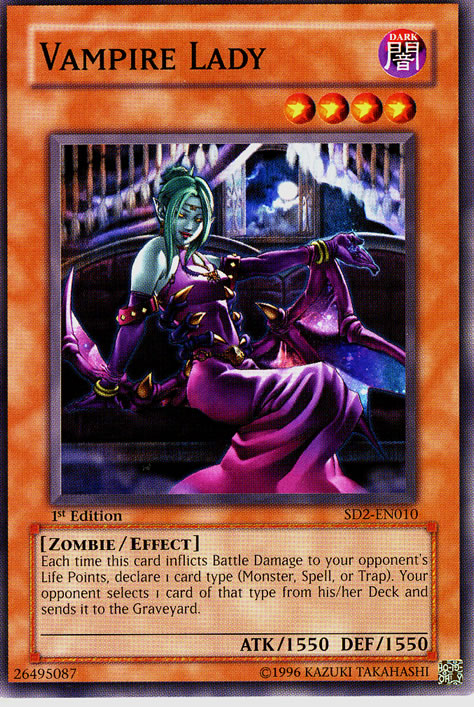 VAMPIRE LADY
DARK
闇
1st Edition
SD2-EN010
[ZOMBIE/EFFECT]
Each time this card inflicts Battle Damage to your opponent's
Life Points, declare 1 card type (Monster, Spell, or Trap). Your
opponent selects 1 card of that type from his/her Deck and
sends it to the Graveyard.
ATK/1550 DEF/1550
26495087
©1996 KAZUKI TAKAHASHI